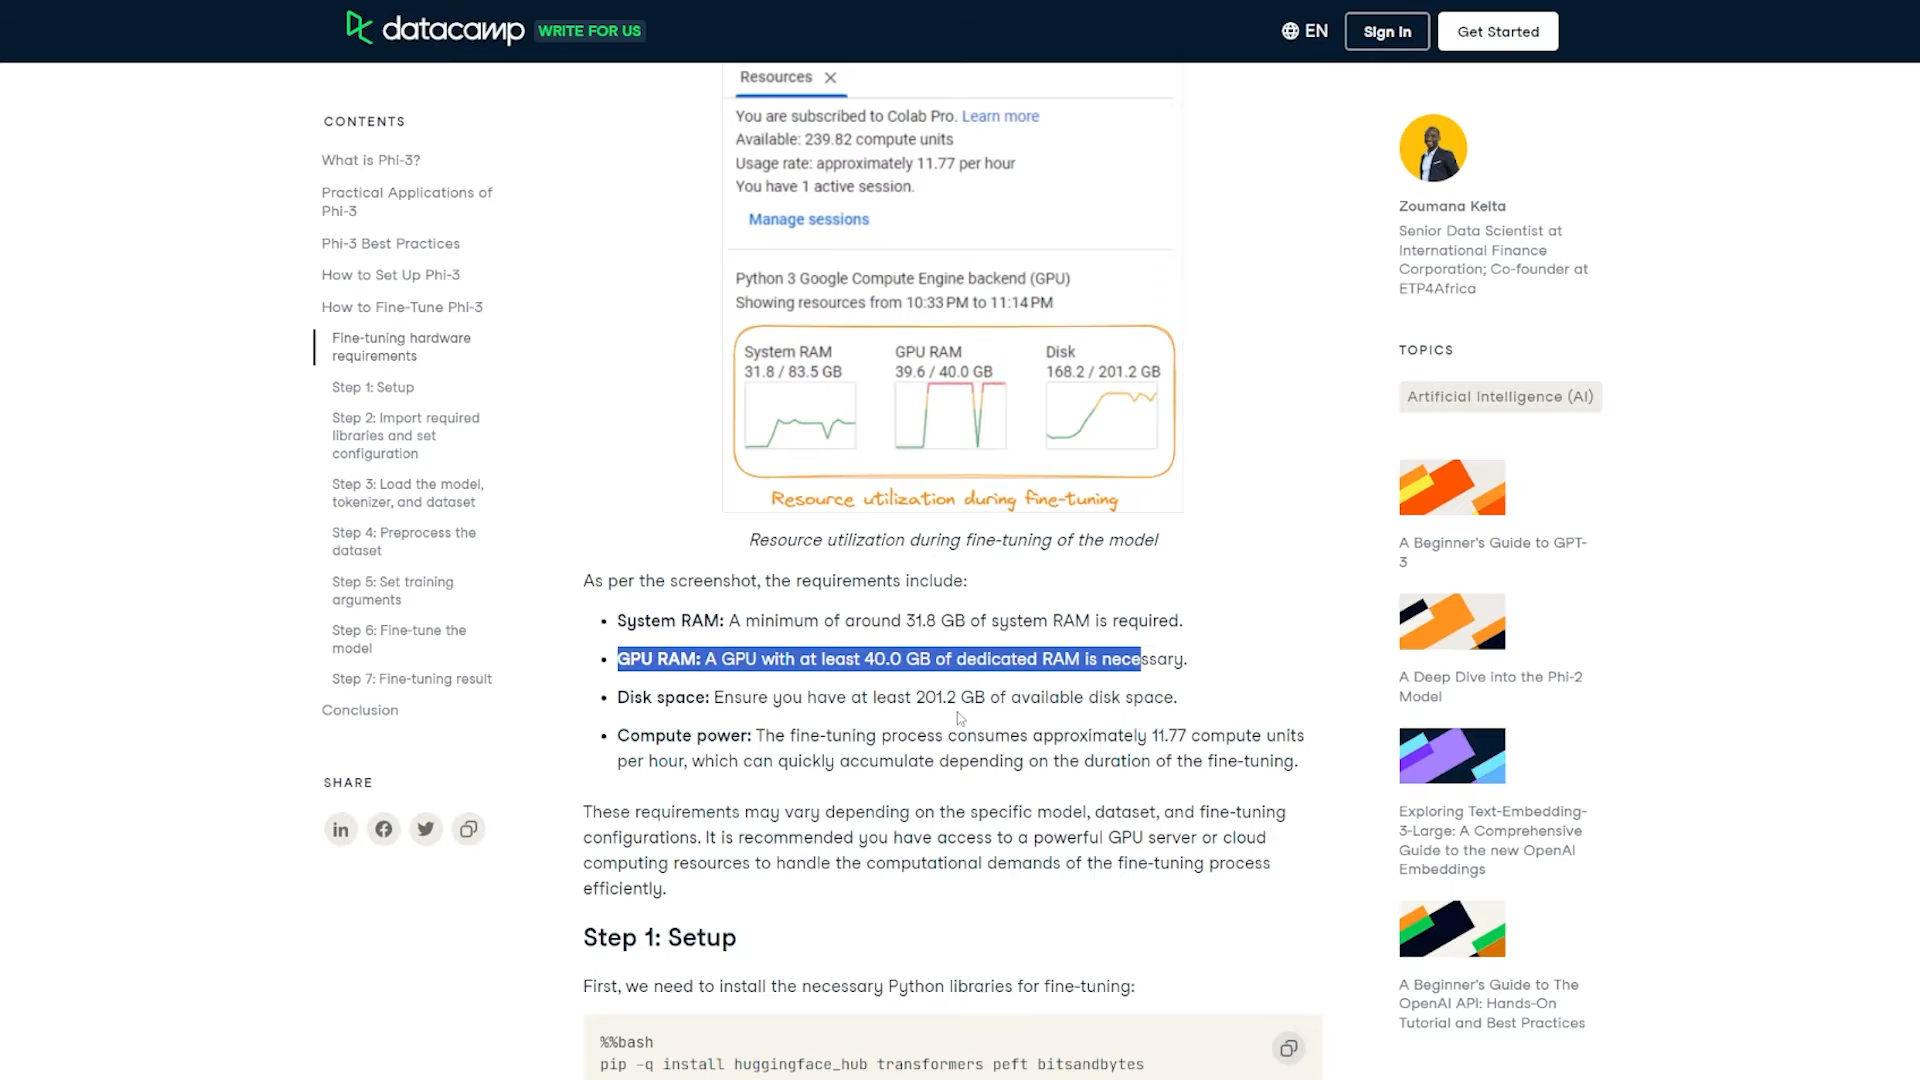 datacamp WRITE FOR US
EN
Sign In
Get Started
CONTENTS
What is Phi-3?
Practical Applications of
Phi-3
Phi-3 Best Practices
How to Set Up Phi-3
How to Fine-Tune Phi-3
Fine-tuning hardware
requirements
Step 1: Setup
Step 2: Import required
libraries and set
configuration
Step 3: Load the model,
tokenizer, and dataset
Step 4: Preprocess the
dataset
Step 5: Set training
arguments
Step 6: Fine-tune the
model
Step 7: Fine-tuning result
Conclusion
SHARE
Resources
You are subscribed to Colab Pro. Learn more
Available: 239.82 compute units
Usage rate: approximately 11.77 per hour
You have 1 active session.
Manage sessions
Python 3 Google Compute Engine backend (GPU)
Showing resources from 10:33 PM to 11:14 PM
System RAM
31.8 / 83.5 GB
GPU RAM
39.6 / 40.0 GB
Disk
168.2 / 201.2 GB
Resource utilization during fine-tuning
Resource utilization during fine-tuning of the model
As per the screenshot, the requirements include:
• System RAM: A minimum of around 31.8 GB of system RAM is required.
• GPU RAM: A GPU with at least 40.0 GB of dedicated RAM is necessary.
• Disk space: Ensure you have at least 201.2 GB of available disk space.
• Compute power: The fine-tuning process consumes approximately 11.77 compute units
per hour, which can quickly accumulate depending on the duration of the fine-tuning.
These requirements may vary depending on the specific model, dataset, and fine-tuning
configurations. It is recommended you have access to a powerful GPU server or cloud
computing resources to handle the computational demands of the fine-tuning process
efficiently.
Step 1: Setup
First, we need to install the necessary Python libraries for fine-tuning:
%%bash
pip -q install huggingface_hub transformers peft bitsandbytes
Zoumana Keita
Senior Data Scientist at
International Finance
Corporation; Co-founder at
ETP4Africa
TOPICS
Artificial Intelligence (AI)
A Beginner's Guide to GPT-
3
A Deep Dive into the Phi-2
Model
Exploring Text-Embedding-
3-Large: A Comprehensive
Guide to the new OpenAI
Embeddings
A Beginner's Guide to The
OpenAI API: Hands-On
Tutorial and Best Practices